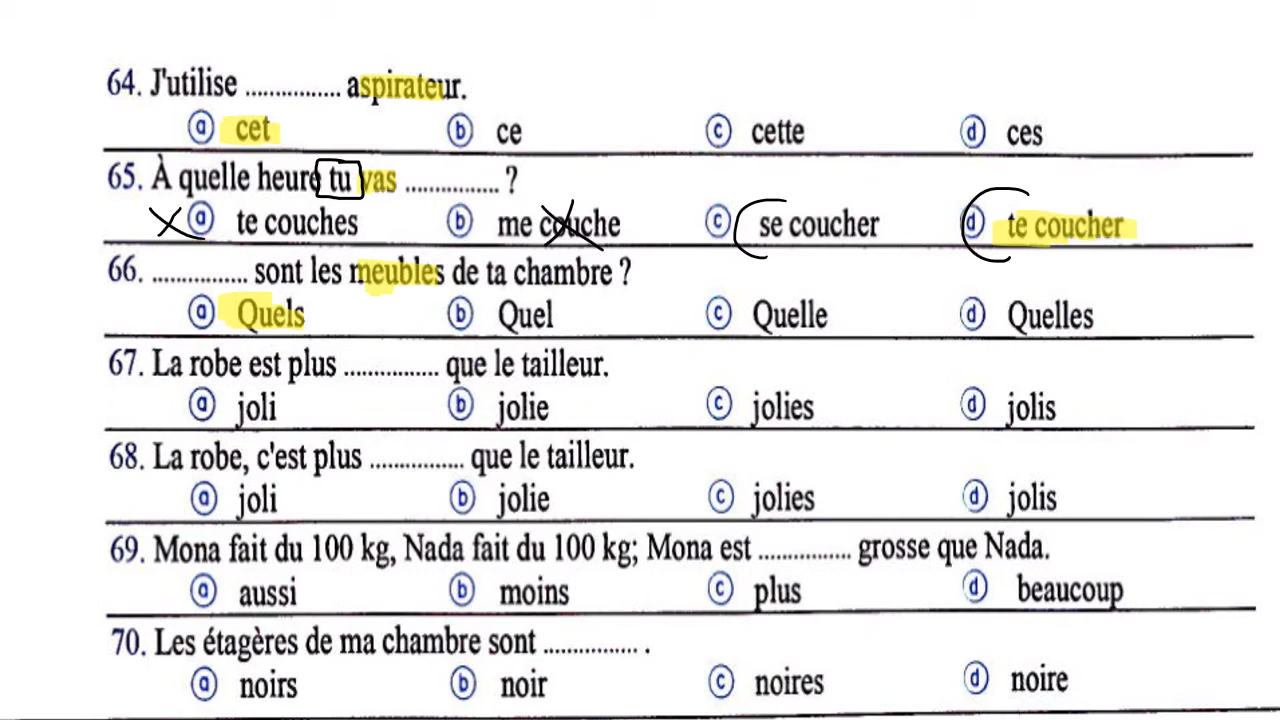 64. J'utilise ................ aspirateur.
ⓐ cet ⓑ ce ⓒ cette ⓓ ces
65. À quelle heure tu vas ................ ?
ⓐ te couches ⓑ me couche ⓒ se coucher ⓓ te coucher
66. ................ sont les meubles de ta chambre ?
ⓐ Quels ⓑ Quel ⓒ Quelle ⓓ Quelles
67. La robe est plus ................ que le tailleur.
ⓐ joli ⓑ jolie ⓒ jolies ⓓ jolis
68. La robe, c'est plus ................ que le tailleur.
ⓐ joli ⓑ jolie ⓒ jolies ⓓ jolis
69. Mona fait du 100 kg, Nada fait du 100 kg; Mona est ................ grosse que Nada.
ⓐ aussi ⓑ moins ⓒ plus ⓓ beaucoup
70. Les étagères de ma chambre sont ................ .
ⓐ noirs ⓑ noir ⓒ noires ⓓ noire